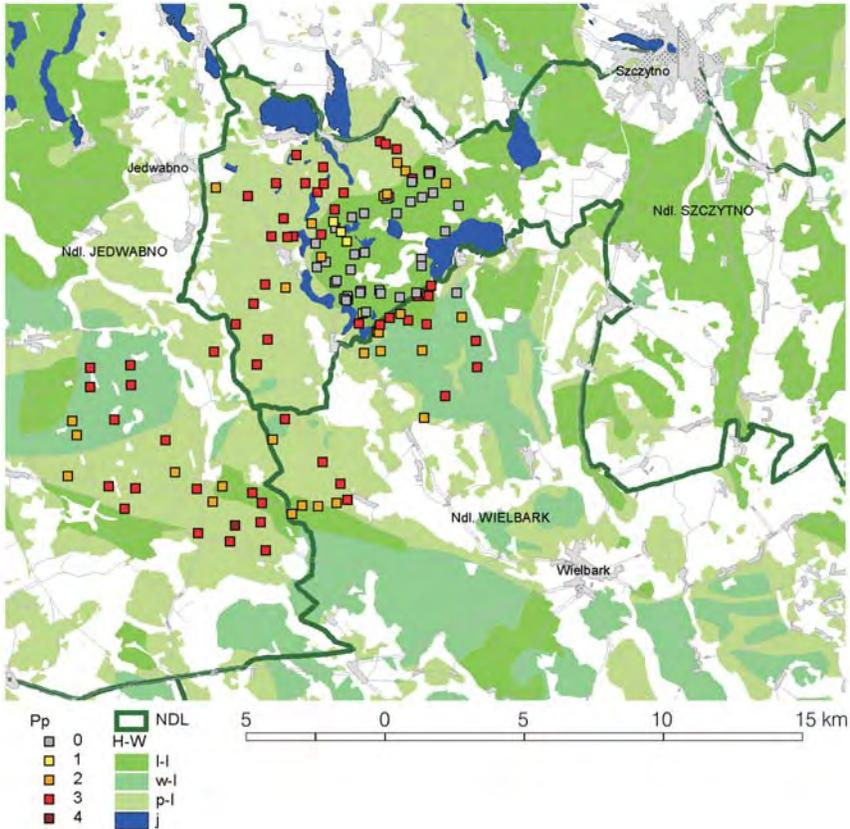 Szczytno
Jedwabno
Ndl. SZCZYTNO
Ndl. JEDWABNO
Ndl. WIELBARK
Wielbark
Pp
0
1
2
3
4
NDL
H-W
l-l
w-l
p-l
j
5 0 5 10 15 km